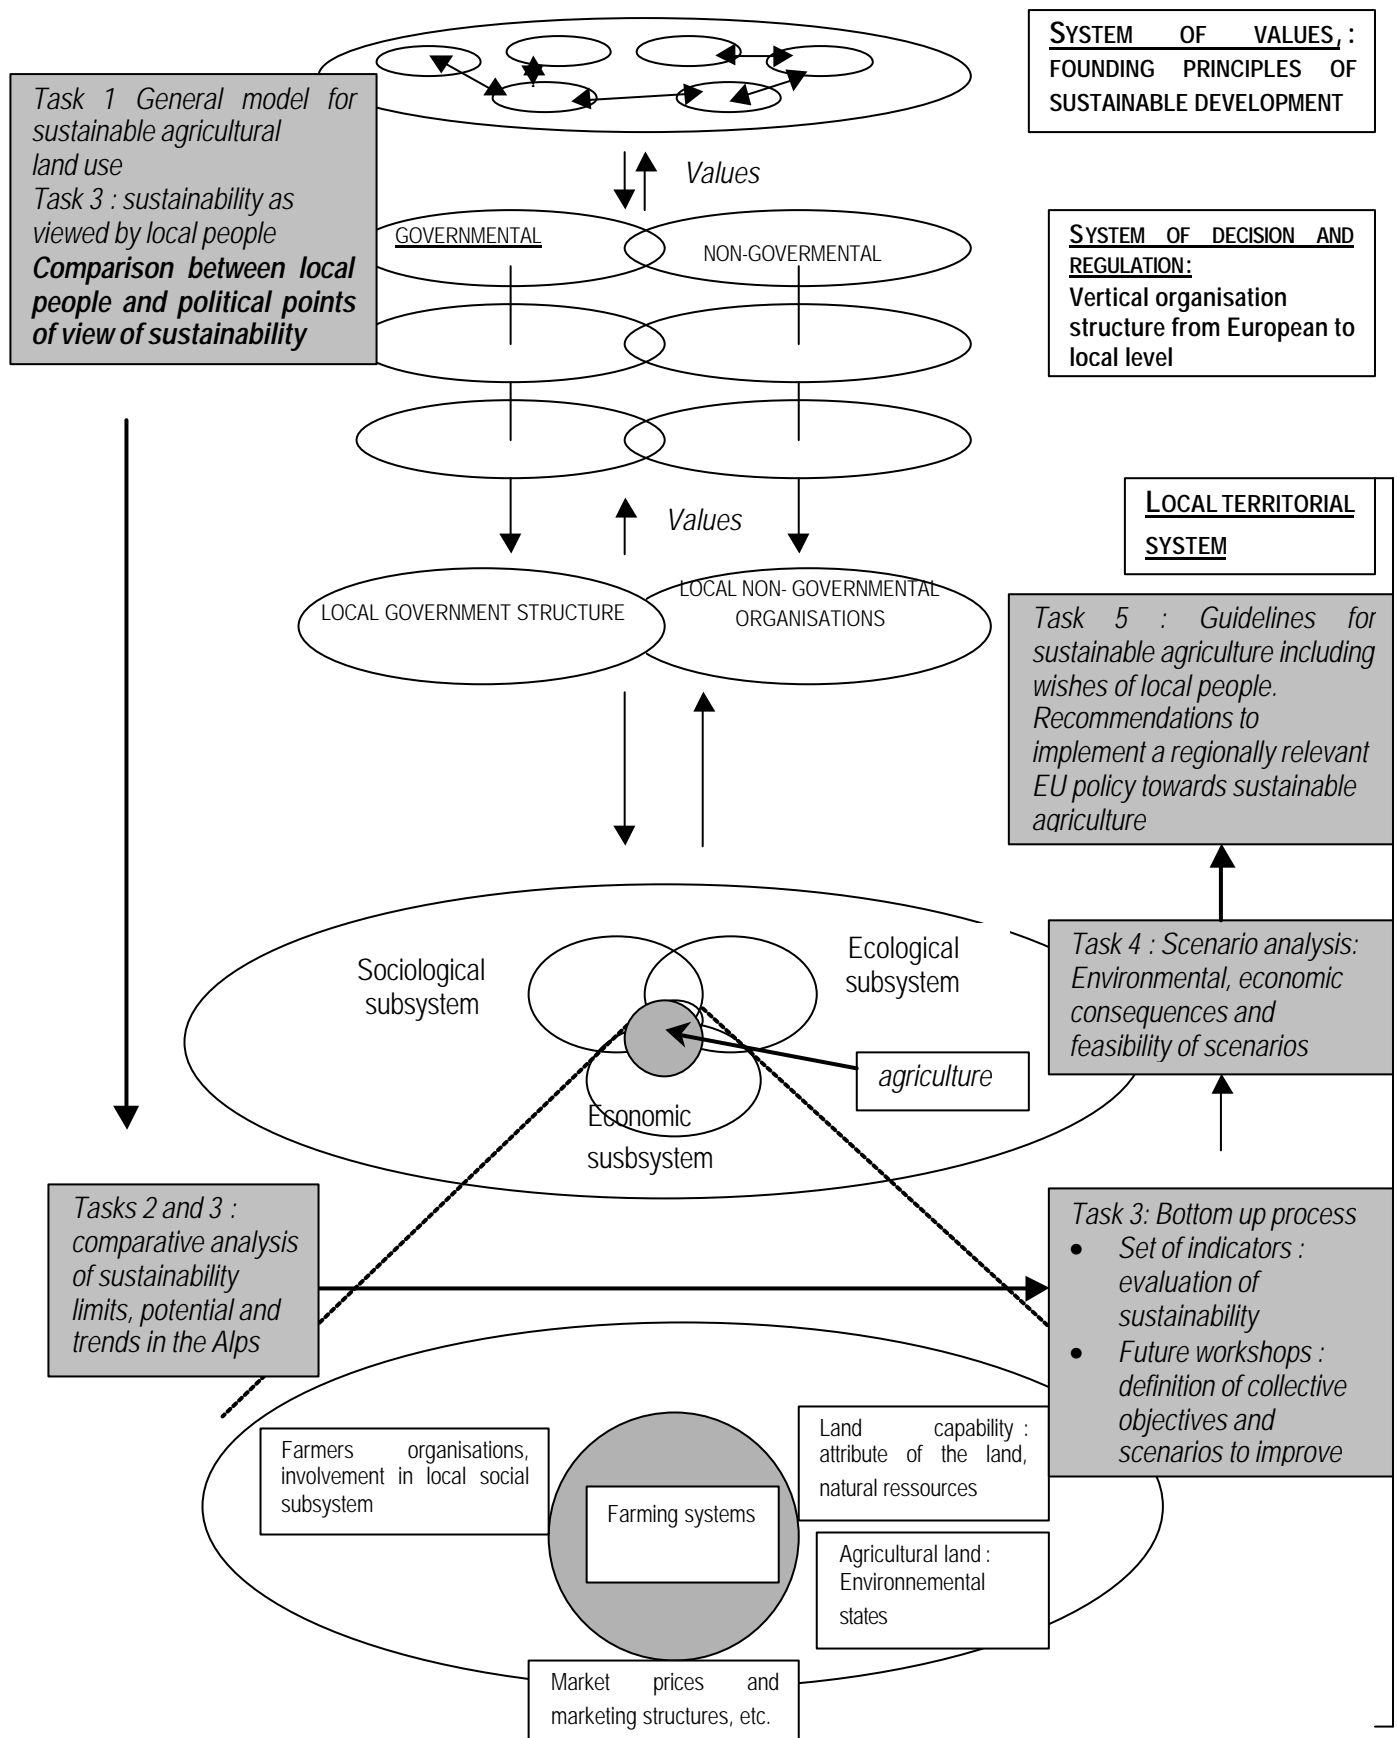 SYSTEM OF VALUES, :
FOUNDING PRINCIPLES OF
SUSTAINABLE DEVELOPMENT
Task 1 General model for
sustainable agricultural
land use
Task 3 : sustainability as
viewed by local people
Comparison between local
people and political points
of view of sustainability
Values
GOVERNMENTAL
NON-GOVERMENTAL
SYSTEM OF DECISION AND
REGULATION:
Vertical organisation
structure from European to
local level
Values
LOCAL TERRITORIAL
SYSTEM
LOCAL GOVERNMENT STRUCTURE
LOCAL NON- GOVERNMENTAL
ORGANISATIONS
Task 5 : Guidelines for
sustainable agriculture including
wishes of local people.
Recommendations to
implement a regionally relevant
EU policy towards sustainable
agriculture
Sociological
subsystem
Ecological
subsystem
agriculture
Economic
susbsystem
Task 4 : Scenario analysis:
Environmental, economic
consequences and
feasibility of scenarios
Tasks 2 and 3 :
comparative analysis
of sustainability
limits, potential and
trends in the Alps
Task 3: Bottom up process
• Set of indicators :
evaluation of
sustainability
• Future workshops :
definition of collective
objectives and
scenarios to improve
Farmers organisations,
involvement in local social
subsystem
Farming systems
Land capability :
attribute of the land,
natural ressources
Agricultural land :
Environnemental
states
Market prices and
marketing structures, etc.